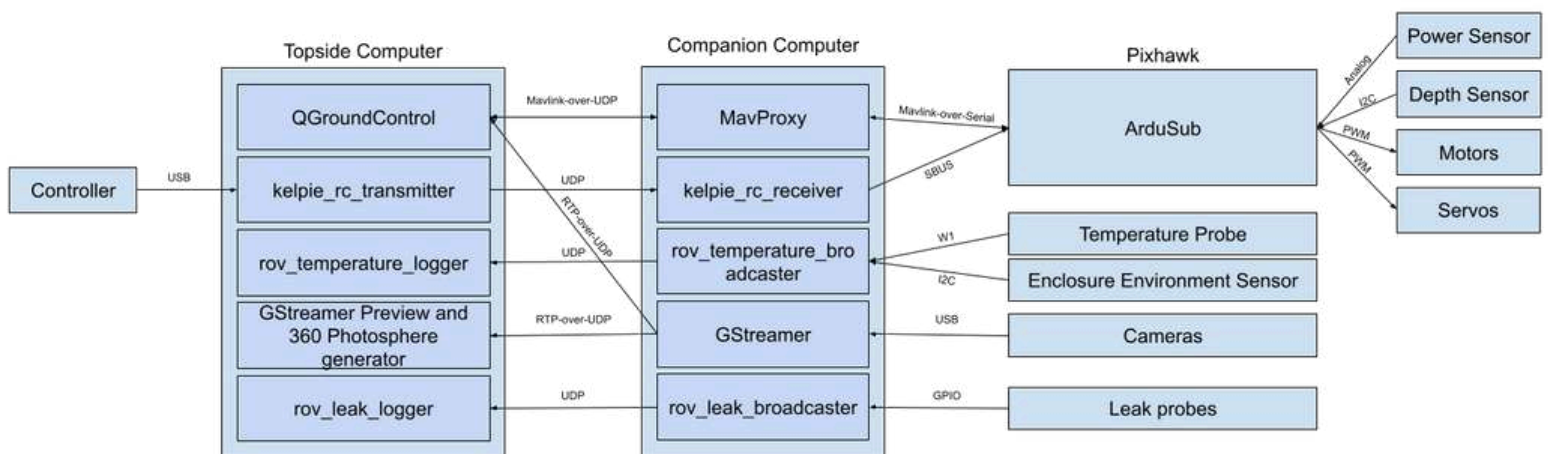 Topside Computer
Companion Computer
Pixhawk
Power Sensor
Depth Sensor
Motors
Servos
Analog
I2C
PWM
PWM
QGroundControl
Mavlink-over-UDP
MavProxy
Mavlink-over-Serial
ArduSub
Controller
USB
kelpie_rc_transmitter
UDP
kelpie_rc_receiver
SBUS
RTP-over-UDP
rov_temperature_logger
UDP
rov_temperature_bro
adcaster
W1
Temperature Probe
I2C
Enclosure Environment Sensor
GStreamer Preview and
360 Photosphere
generator
RTP-over-UDP
GStreamer
USB
Cameras
rov_leak_logger
UDP
rov_leak_broadcaster
GPIO
Leak probes